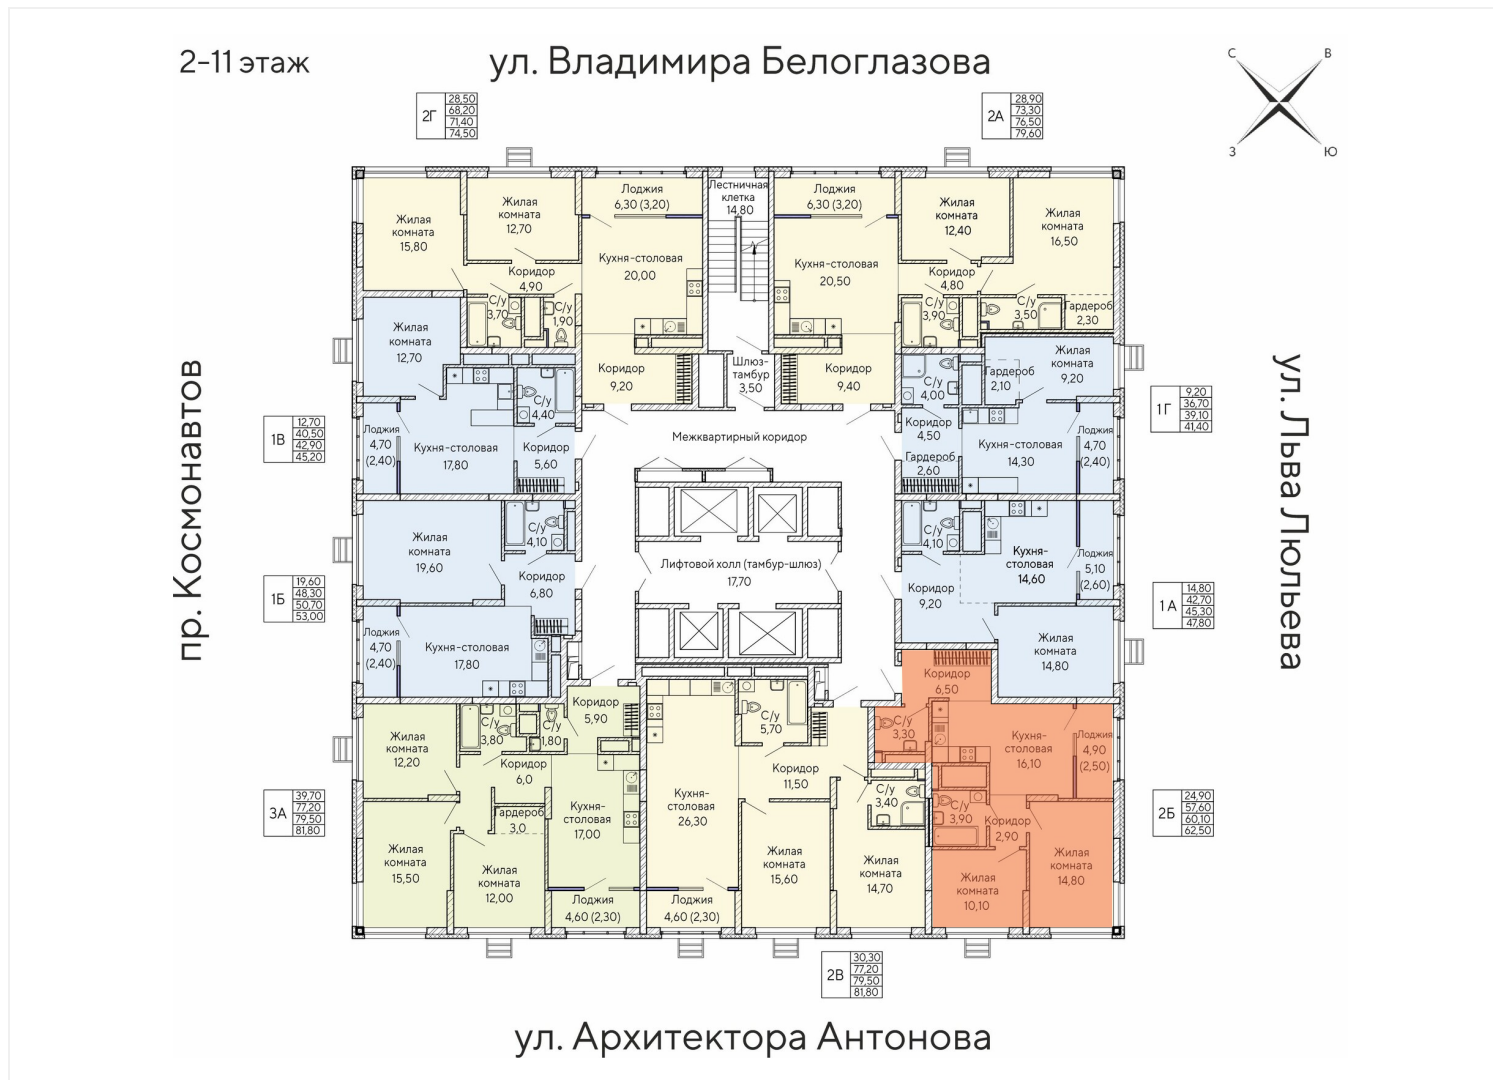 2-11 этаж
ул. Владимира Белоглазова
С
В
З
Ю
2Г
28,50
68,20
71,40
74,50
2А
28,90
73,30
76,50
79,60
Жилая
комната
15,80
Жилая
комната
12,70
Лоджия
6,30 (3,20)
Лестничная
клетка
14,80
Лоджия
6,30 (3,20)
Жилая
комната
12,40
Жилая
комната
16,50
Коридор
4,90
Кухня-столовая
20,00
Кухня-столовая
20,50
Коридор
4,80
С/у
3,70
С/у
1,90
С/у
3,90
С/у
3,50
Гардероб
2,30
Жилая
комната
12,70
Коридор
9,20
Шлюз-
тамбур
3,50
Коридор
9,40
С/у
4,00
Гардероб
2,10
Жилая
комната
9,20
С/у
4,40
1В
12,70
40,50
42,90
45,20
Лоджия
4,70
(2,40)
Кухня-столовая
17,80
Коридор
5,60
Межквартирный коридор
Коридор
4,50
Гардероб
2,60
Кухня-столовая
14,30
Лоджия
4,70
(2,40)
1Г
9,20
36,70
39,10
41,40
пр. Космонавтов
ул. Льва Люльева
Жилая
комната
19,60
С/у
4,10
Коридор
6,80
Лифтовой холл (тамбур-шлюз)
17,70
С/у
4,10
Коридор
9,20
Кухня-
столовая
14,60
Лоджия
5,10
(2,60)
1Б
19,60
48,30
50,70
53,00
1А
14,80
42,70
45,30
47,80
Лоджия
4,70
(2,40)
Кухня-столовая
17,80
Жилая
комната
14,80
Коридор
6,50
Жилая
комната
12,20
С/у
3,80
С/у
1,80
Коридор
5,90
С/у
5,70
С/у
3,30
Кухня-
столовая
16,10
Лоджия
4,90
(2,50)
Коридор
6,0
Коридор
11,50
С/у
3,40
3А
39,70
77,20
79,50
81,80
Гардероб
3,0
Кухня-
столовая
17,00
Кухня-
столовая
26,30
С/у
3,90
Коридор
2,90
2Б
24,90
57,60
60,10
62,50
Жилая
комната
15,50
Жилая
комната
12,00
Жилая
комната
15,60
Жилая
комната
14,70
Жилая
комната
10,10
Жилая
комната
14,80
Лоджия
4,60 (2,30)
Лоджия
4,60 (2,30)
2В
30,30
77,20
79,50
81,80
ул. Архитектора Антонова